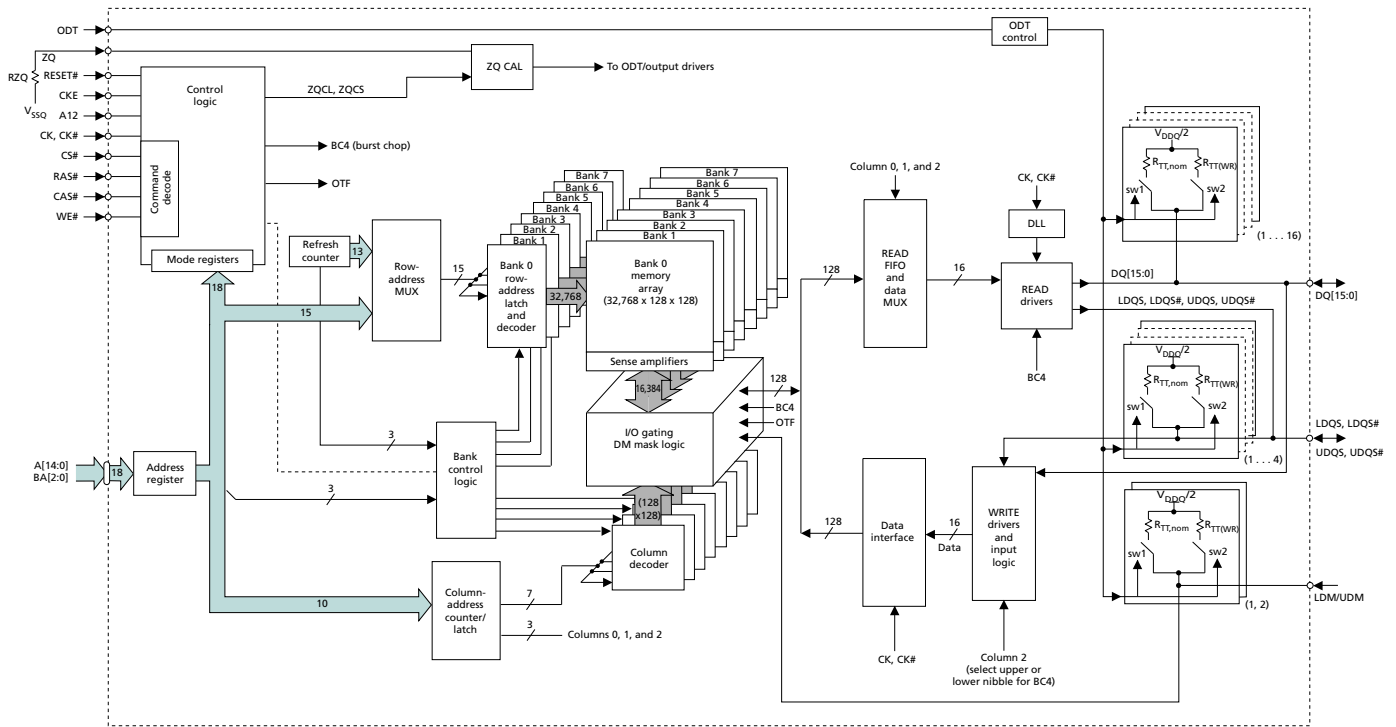 ODT
ODT
control
ZQ
RZQ
RESET#
CKE
VSSQ
A12
CK, CK#
CS#
RAS#
CAS#
WE#
Control
logic
Command
decode
Mode registers
ZQCL, ZQCS
ZQ CAL
To ODT/output drivers
BC4 (burst chop)
OTF
Refresh
counter
13
Row-
address
MUX
15
18
15
Bank 7
Bank 6
Bank 5
Bank 4
Bank 3
Bank 2
Bank 1
Bank 0
row-
address
latch
and
decoder
32,768
Bank 7
Bank 6
Bank 5
Bank 4
Bank 3
Bank 2
Bank 1
Bank 0
memory
array
(32,768 x 128 x 128)
Sense amplifiers
16,384
I/O gating
DM mask logic
128
BC4
OTF
(128
x128)
Column
decoder
3
Bank
control
logic
3
A[14:0]
BA[2:0]
18
Address
register
10
Column-
address
counter/
latch
7
3
Columns 0, 1, and 2
Column 0, 1, and 2
128
READ
FIFO
and
data
MUX
16
CK, CK#
DLL
READ
drivers
BC4
DQ[15:0]
LDQS, LDQS#, UDQS, UDQS#
128
Data
interface
16
Data
CK, CK#
WRITE
drivers
and
input
logic
Column 2
(select upper or
lower nibble for BC4)
VDDQ/2
RTT,nom
RTT(WR)
sw1
sw2
(1 . . . 16)
DQ[15:0]
VDDQ/2
RTT,nom
RTT(WR)
sw1
sw2
(1 . . . 4)
LDQS, LDQS#
UDQS, UDQS#
VDDQ/2
RTT,nom
RTT(WR)
sw1
sw2
(1, 2)
LDM/UDM